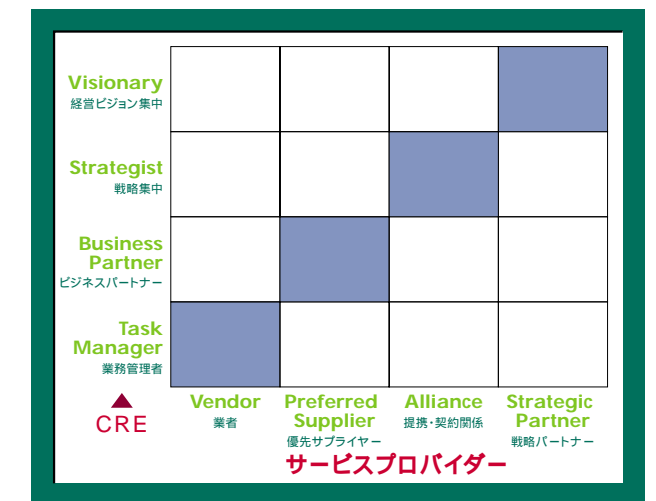 Visionary
経営ビジョン集中
Strategist
戦略集中
Business
Partner
ビジネスパートナー
Task
Manager
業務管理者
CRE
Vendor
業者
Preferred
Supplier
優先サプライヤー
Alliance
提携・契約関係
Strategic
Partner
戦略パートナー
サービスプロバイダー